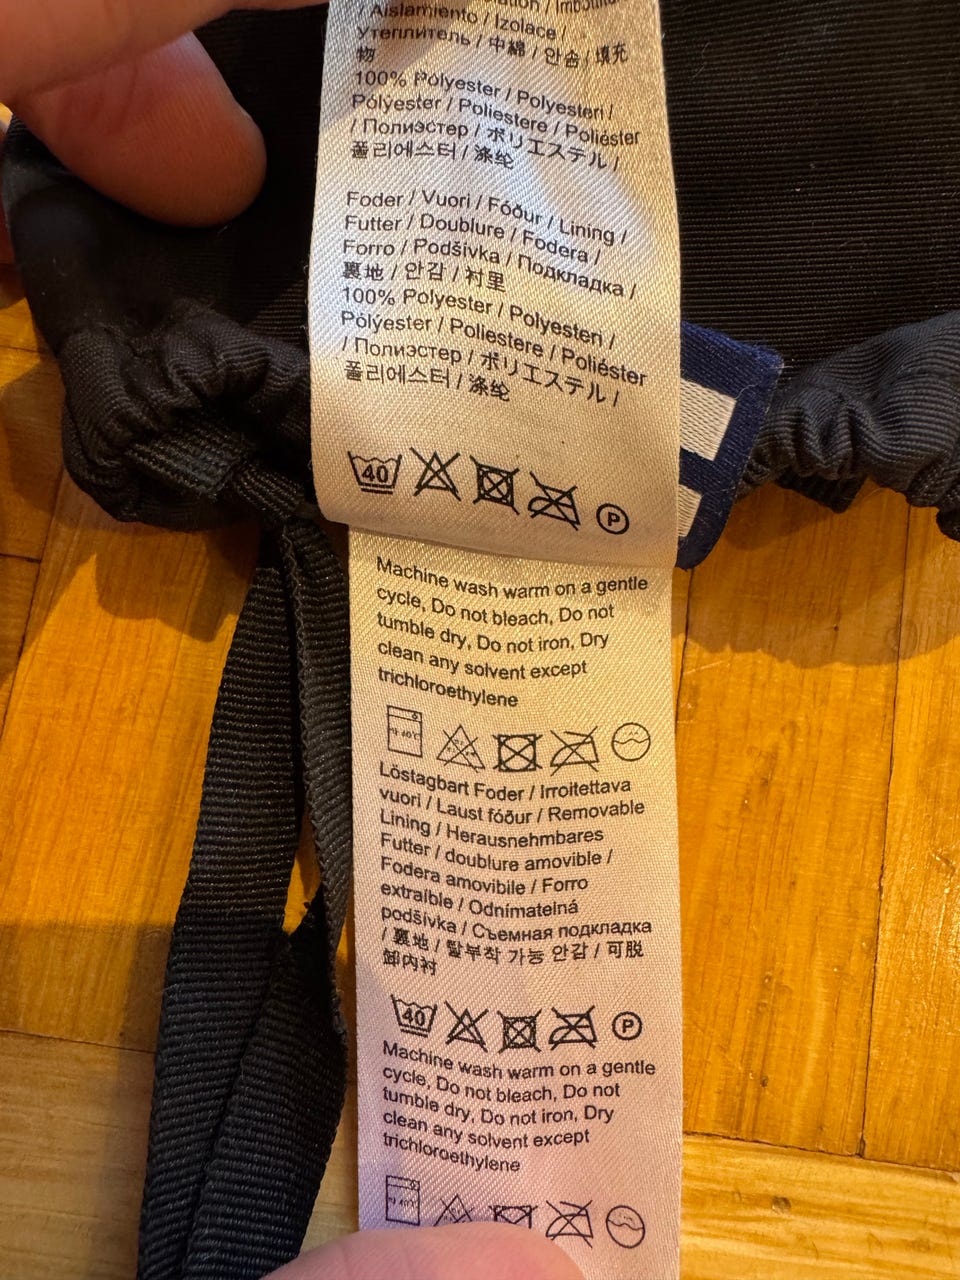 / Aislamiento / Izolace /
Утеплитель / 中綿 / 안솜 / 填充
物
100% Polyester / Polyesteri /
Pólýester / Poliestere / Poliéster
/ Полиэстер / ポリエステル /
폴리에스터 / 涤纶
Foder / Vuori / Fóður / Lining /
Futter / Doublure / Fodera /
Forro / Podšívka / Подкладка /
裏地 / 안감 / 衬里
100% Polyester / Polyesteri /
Pólýester / Poliestere / Poliéster
/ Полиэстер / ポリエステル /
폴리에스터 / 涤纶
40 P
Machine wash warm on a gentle
cycle, Do not bleach, Do not
tumble dry, Do not iron, Dry
clean any solvent except
trichloroethylene
40℃
Löstagbart Foder / Irroitettava
vuori / Laust fóður / Removable
Lining / Herausnehmbares
Futter / doublure amovible /
Fodera amovibile / Forro
extraíble / Odnímatelná
podšívka / Съемная подкладка
/ 裏地 / 탈부착 가능 안감 / 可脱
卸内衬
40 P
Machine wash warm on a gentle
cycle, Do not bleach, Do not
tumble dry, Do not iron, Dry
clean any solvent except
trichloroethylene
40℃